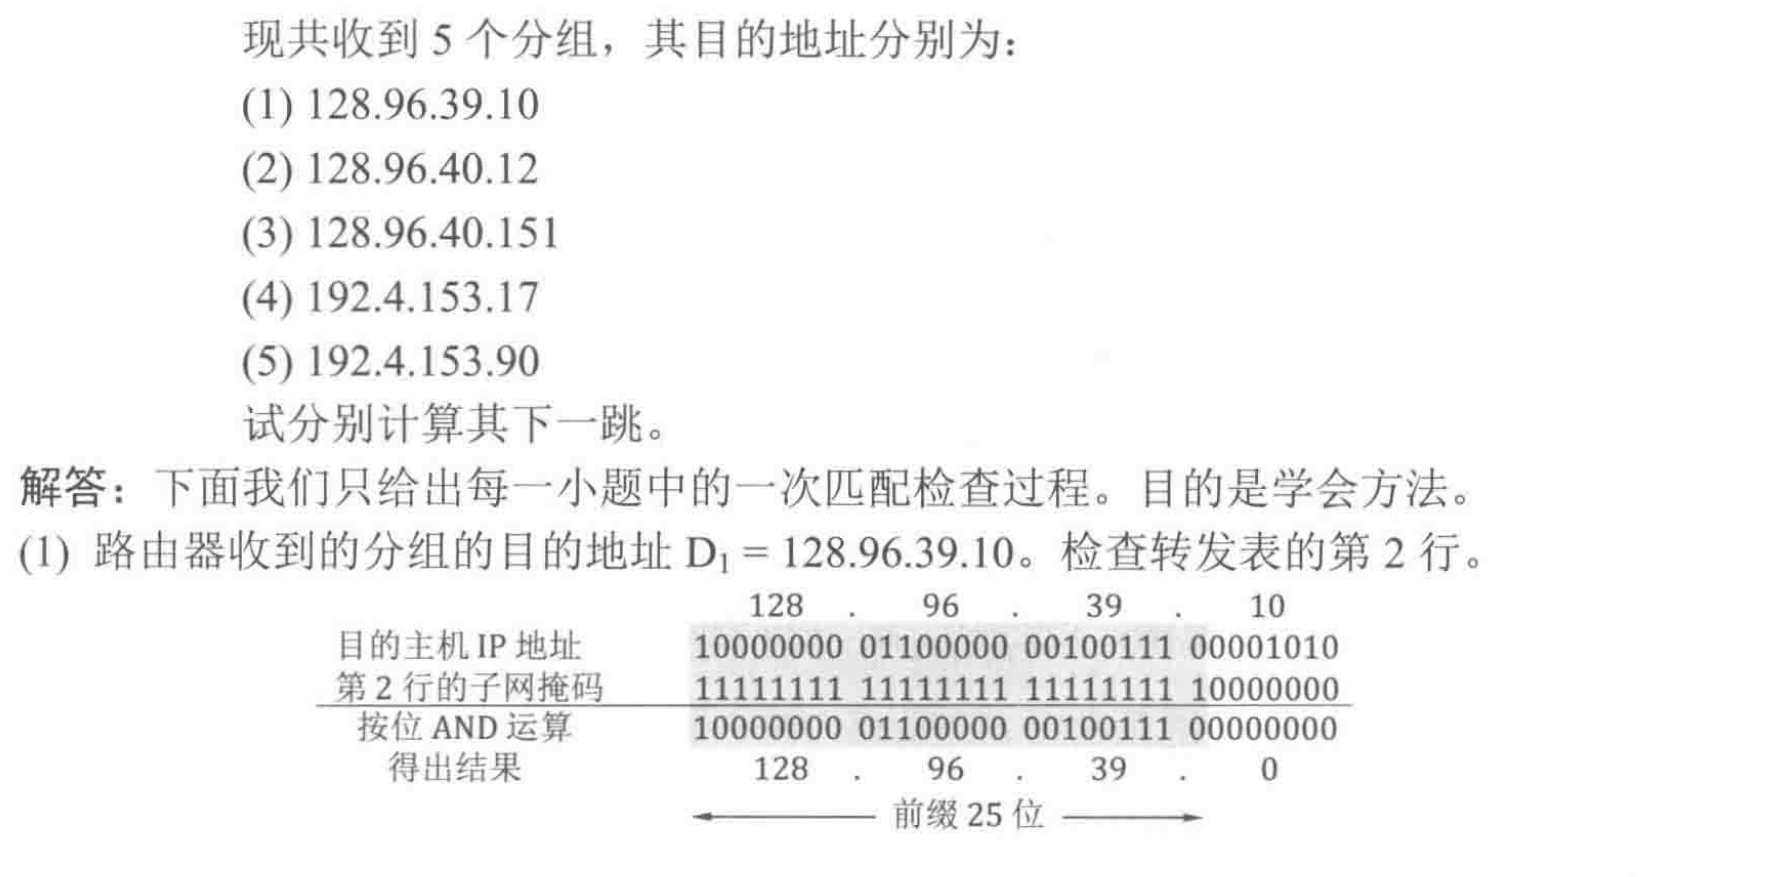 现共收到 5 个分组，其目的地址分别为：
(1) 128.96.39.10
(2) 128.96.40.12
(3) 128.96.40.151
(4) 192.4.153.17
(5) 192.4.153.90
试分别计算其下一跳。
解答：下面我们只给出每一小题中的一次匹配检查过程。目的是学会方法。
(1) 路由器收到的分组的目的地址 D₁ = 128.96.39.10。检查转发表的第 2 行。
128 . 96 . 39 . 10
目的主机 IP 地址 10000000 01100000 00100111 00001010
第 2 行的子网掩码 11111111 11111111 11111111 10000000
按位 AND 运算 10000000 01100000 00100111 00000000
得出结果 128 . 96 . 39 . 0
前缀 25 位